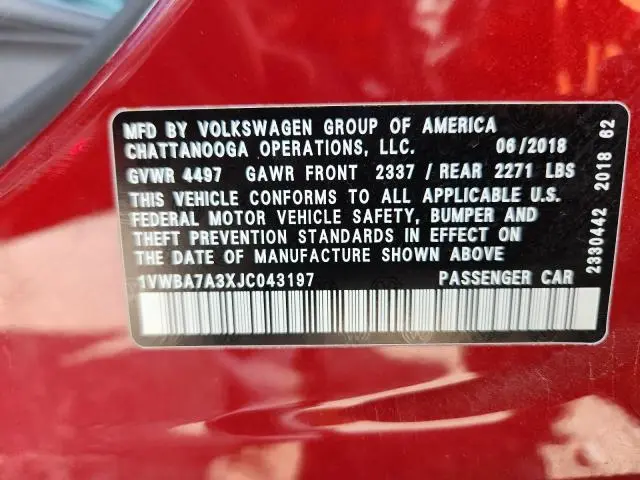 MFD BY VOLKSWAGEN GROUP OF AMERICA
CHATTANOOGA OPERATIONS, LLC. 06/2018
GVWR 4497 GAWR FRONT 2337 / REAR 2271 LBS
THIS VEHICLE CONFORMS TO ALL APPLICABLE U.S.
FEDERAL MOTOR VEHICLE SAFETY, BUMPER AND
THEFT PREVENTION STANDARDS IN EFFECT ON
THE DATE OF MANUFACTURE SHOWN ABOVE
1VWBA7A3XJC043197 PASSENGER CAR
2330442 2018 62